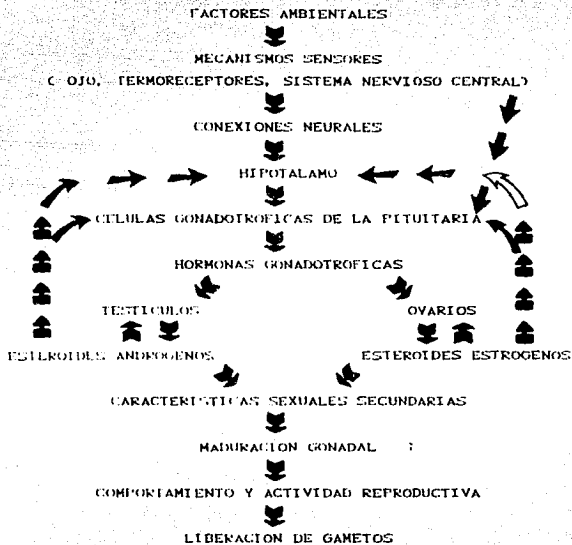 FACTORES AMBIENTALES
MECANISMOS SENSORES
( OJO, TERMORECEPTORES, SISTEMA NERVIOSO CENTRAL)
CONEXIONES NEURALES
HIPOTALAMO
CELULAS GONADOTROFICAS DE LA PITUITARIA
HORMONAS GONADOTROFICAS
TESTICULOS OVARIOS
ESTEROIDES ANDROGENOS ESTEROIDES ESTROGENOS
CARACTERISTICAS SEXUALES SECUNDARIAS
MADURACION GONADAL
COMPORTAMIENTO Y ACTIVIDAD REPRODUCTIVA
LIBERACION DE GAMETOS